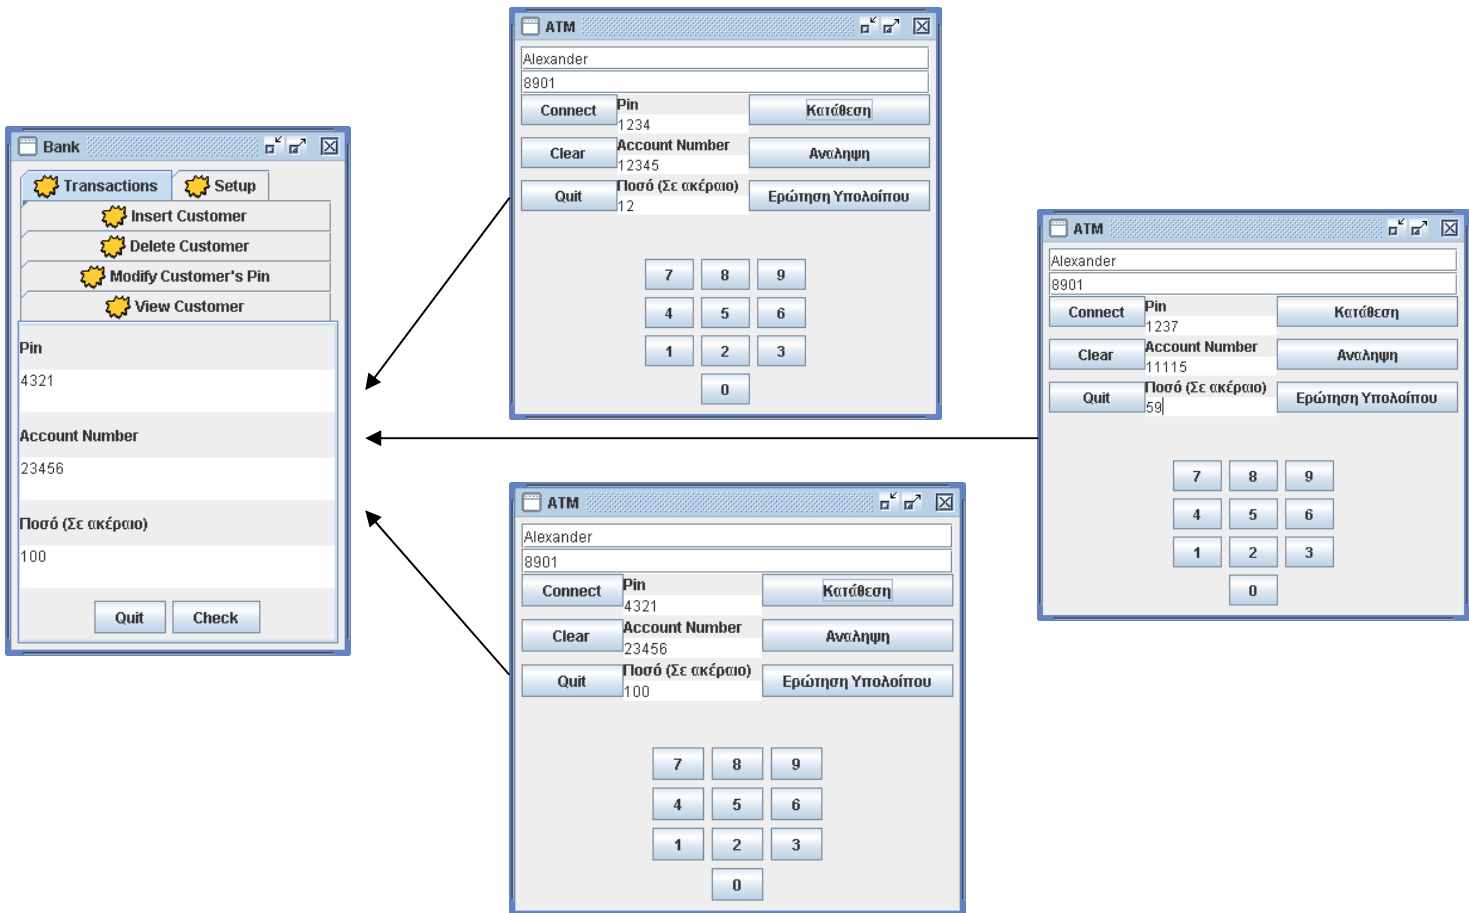 Bank
Transactions Setup
Insert Customer
Delete Customer
Modify Customer's Pin
View Customer
Pin
4321
Account Number
23456
Ποσό (Σε ακέραιο)
100
Quit Check
ATM
Alexander
8901
Connect Pin Κατάθεση
1234
Clear Account Number Αναληψη
12345
Quit Ποσό (Σε ακέραιο) Ερώτηση Υπολοίπου
12
7 8 9
4 5 6
1 2 3
0
ATM
Alexander
8901
Connect Pin Κατάθεση
1237
Clear Account Number Αναληψη
11115
Quit Ποσό (Σε ακέραιο) Ερώτηση Υπολοίπου
59
7 8 9
4 5 6
1 2 3
0
ATM
Alexander
8901
Connect Pin Κατάθεση
4321
Clear Account Number Αναληψη
23456
Quit Ποσό (Σε ακέραιο) Ερώτηση Υπολοίπου
100
7 8 9
4 5 6
1 2 3
0